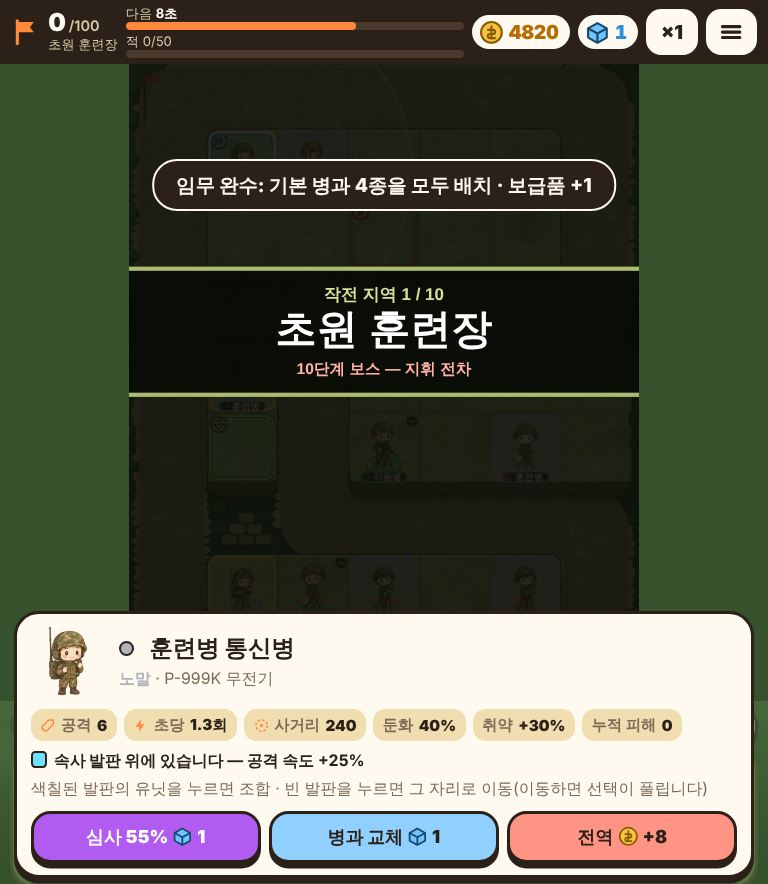 0 /100
초원 훈련장
다음 8초
적 0/50
4820
1
×1
임무 완수: 기본 병과 4종을 모두 배치 · 보급품 +1
작전 지역 1 / 10
초원 훈련장
10단계 보스 — 지휘 전차
훈련병 통신병
노말 · P-999K 무전기
공격 6
초당 1.3회
사거리 240
둔화 40%
취약 +30%
누적 피해 0
속사 발판 위에 있습니다 — 공격 속도 +25%
색칠된 발판의 유닛을 누르면 조합 · 빈 발판을 누르면 그 자리로 이동(이동하면 선택이 풀립니다)
심사 55% 1
병과 교체 1
전역 +8